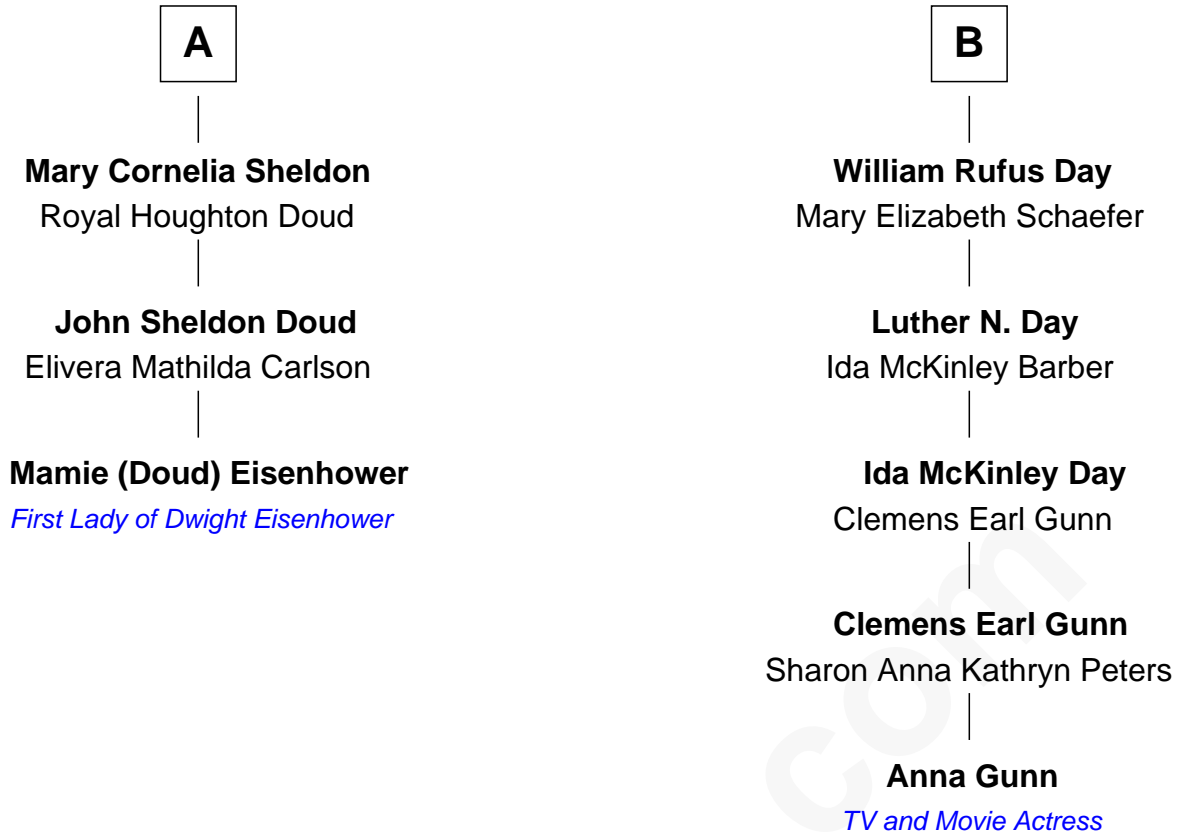 A
Mary Cornelia Sheldon
Royal Houghton Doud
John Sheldon Doud
Elivera Mathilda Carlson
Mamie (Doud) Eisenhower
First Lady of Dwight Eisenhower
B
William Rufus Day
Mary Elizabeth Schaefer
Luther N. Day
Ida McKinley Barber
Ida McKinley Day
Clemens Earl Gunn
Clemens Earl Gunn
Sharon Anna Kathryn Peters
Anna Gunn
TV and Movie Actress
com